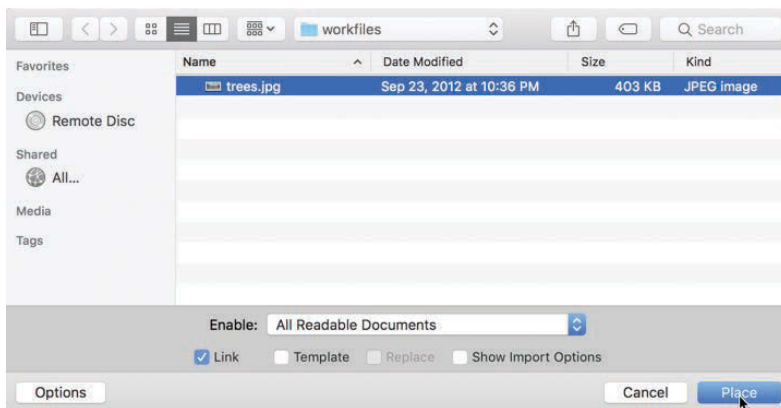 workfiles
Search
Favorites
Devices
Remote Disc
Shared
All...
Media
Tags
Name Date Modified Size Kind
trees.jpg Sep 23, 2012 at 10:36 PM 403 KB JPEG image
Enable: All Readable Documents
Link Template Replace Show Import Options
Options Cancel Place